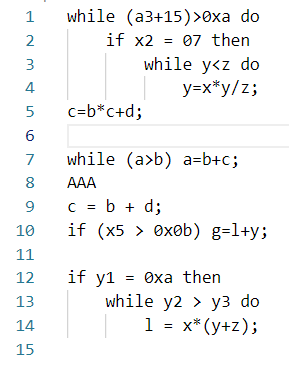 1 while (a3+15)>0xa do
2 if x2 = 07 then
3 while y<z do
4 y=x*y/z;
5 c=b*c+d;
6
7 while (a>b) a=b+c;
8 AAA
9 c = b + d;
10 if (x5 > 0x0b) g=l+y;
11
12 if y1 = 0xa then
13 while y2 > y3 do
14 l = x*(y+z);
15